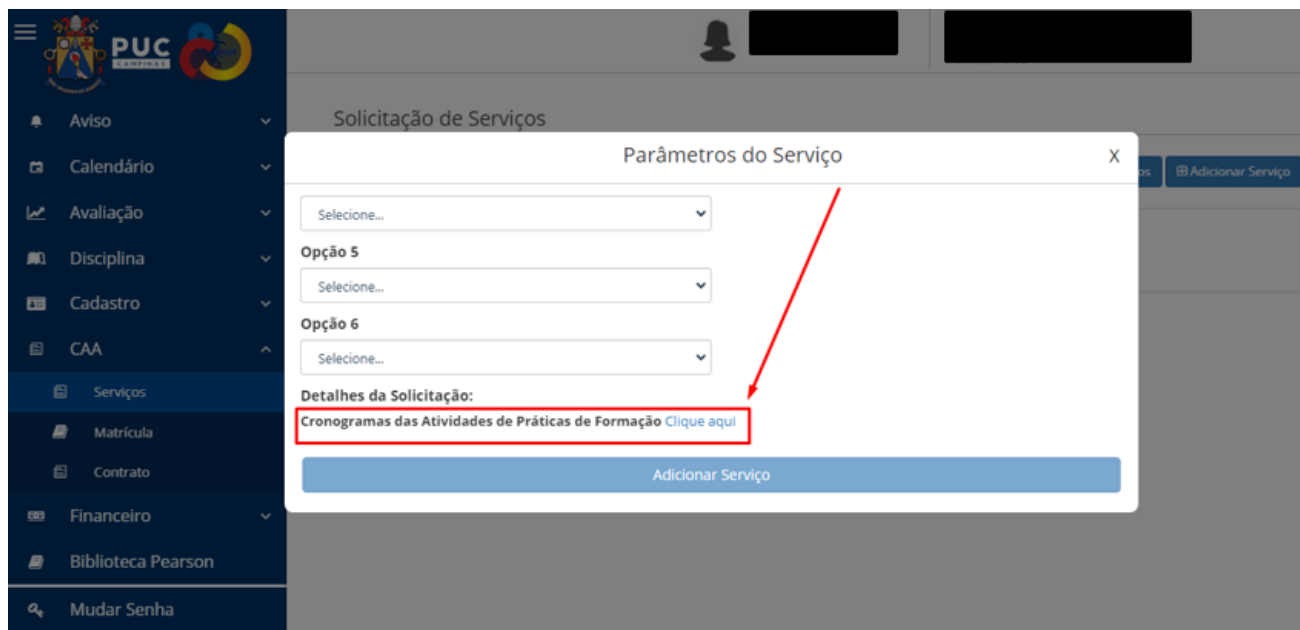 PUC
CAMPINAS
Aviso
Calendário
Avaliação
Disciplina
Cadastro
CAA
Serviços
Matrícula
Contrato
Financeiro
Biblioteca Pearson
Mudar Senha
Solicitação de Serviços
Adicionar Serviço
Parâmetros do Serviço
X
Selecione...
Opção 5
Selecione...
Opção 6
Selecione...
Detalhes da Solicitação:
Cronogramas das Atividades de Práticas de Formação Clique aqui
Adicionar Serviço